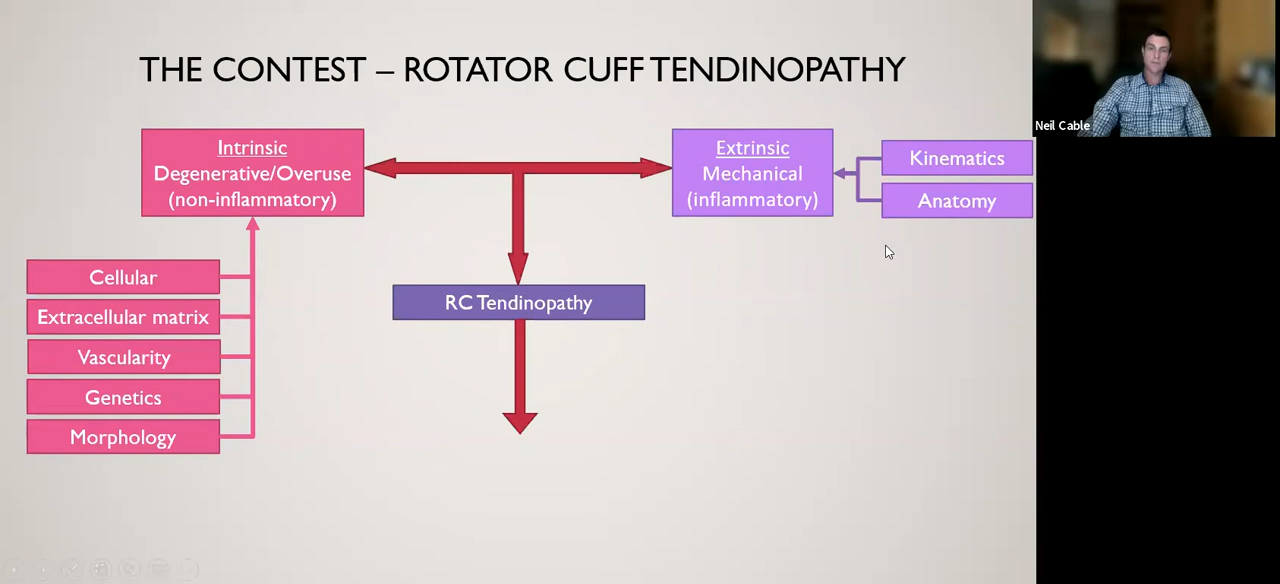 THE CONTEST – ROTATOR CUFF TENDINOPATHY
Neil Cable
Intrinsic
Degenerative/Overuse
(non-inflammatory)
Extrinsic
Mechanical
(inflammatory)
Kinematics
Anatomy
Cellular
Extracellular matrix
Vascularity
Genetics
Morphology
RC Tendinopathy